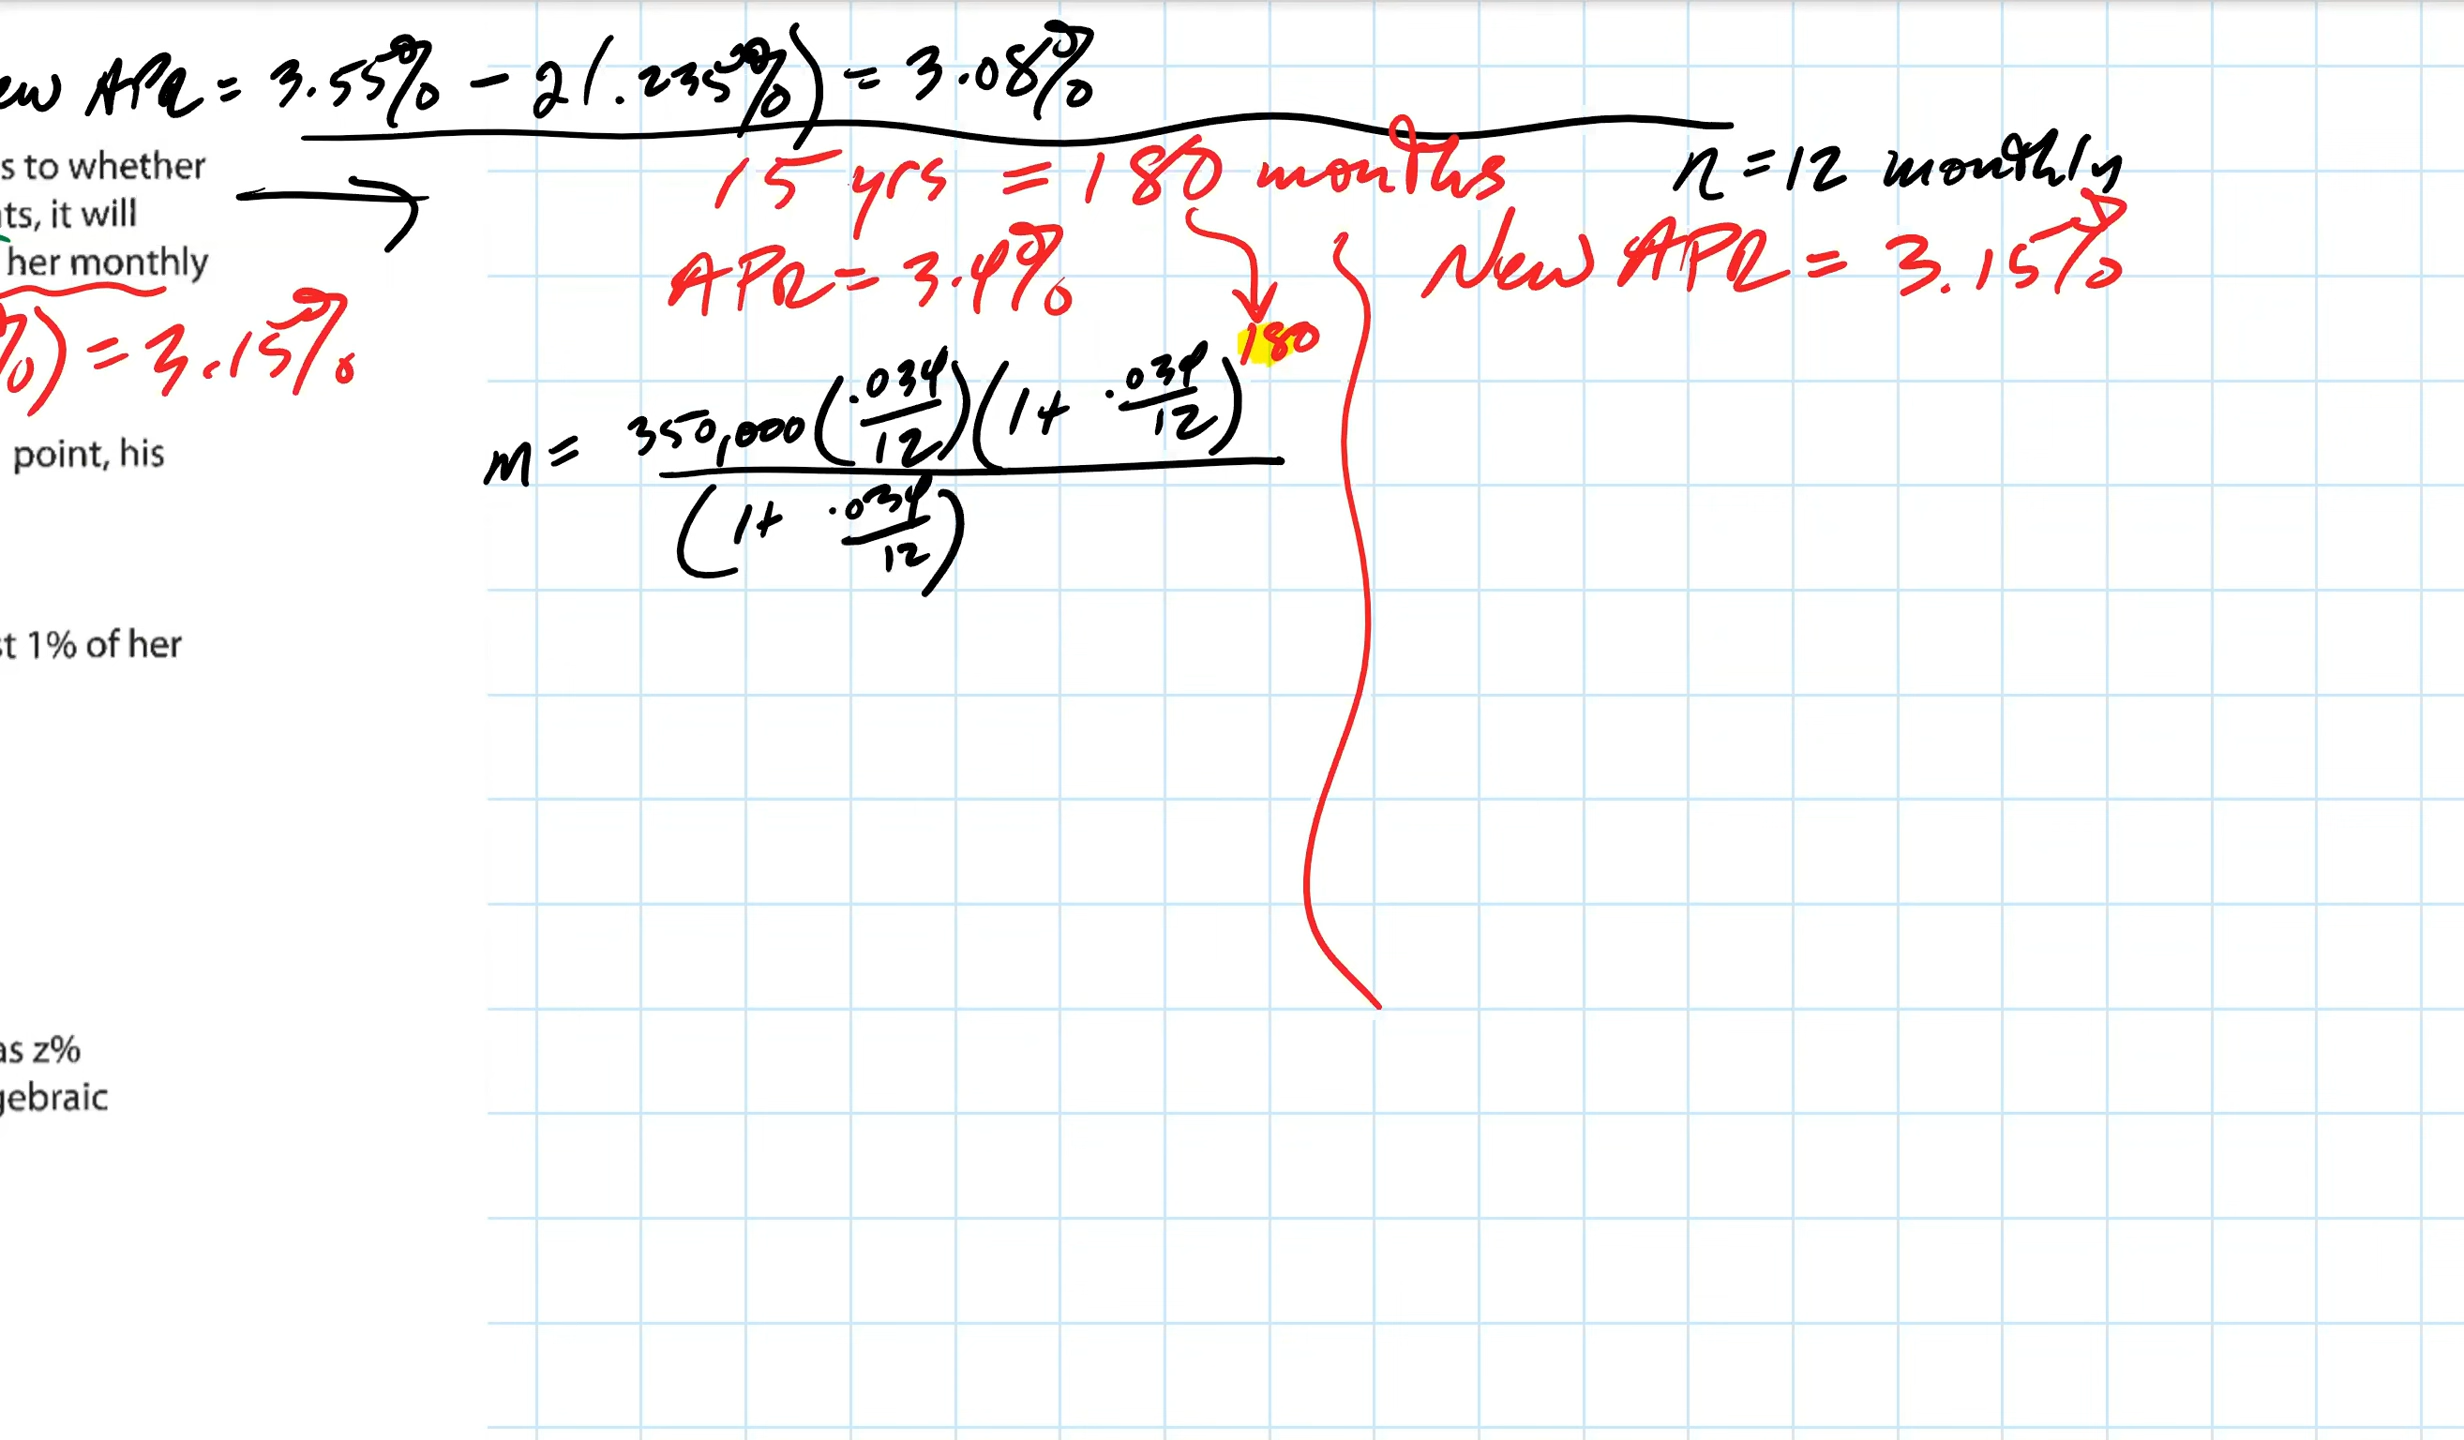 ew APR = 3.55% - 2(.235%) = 3.08%
s to whether
ts, it will
her monthly
%) = 3.15%
point, his
st 1% of her
as z%
gebraic
15 yrs = 180 months
n = 12 monthly
APR = 3.4%
New APR = 3.15%
180
m = 350,000(.034/12)(1+ .034/12)
(1+ .034/12)